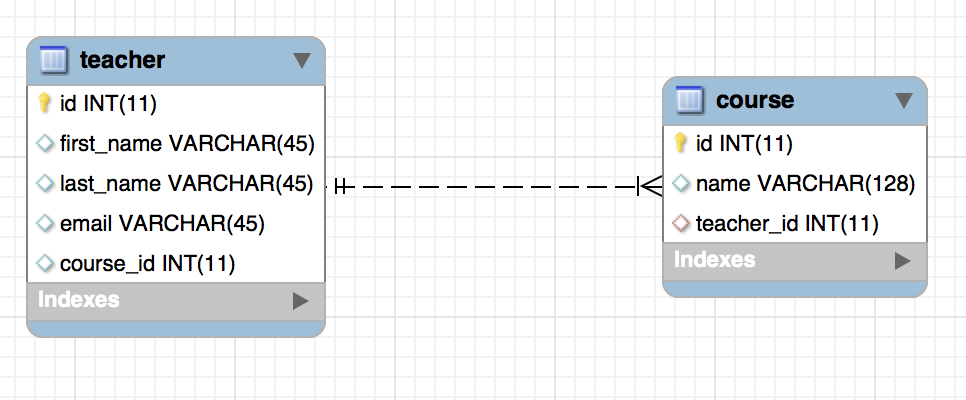 teacher
id INT(11)
first_name VARCHAR(45)
last_name VARCHAR(45)
email VARCHAR(45)
course_id INT(11)
Indexes
course
id INT(11)
name VARCHAR(128)
teacher_id INT(11)
Indexes